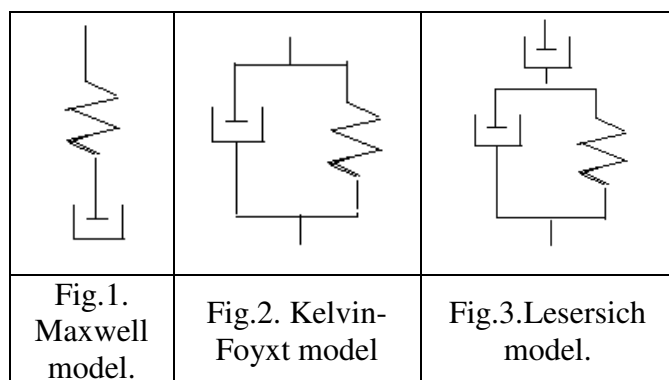 Fig.1.
Maxwell
model.
Fig.2. Kelvin-
Foyxt model
Fig.3.Lesersich
model.